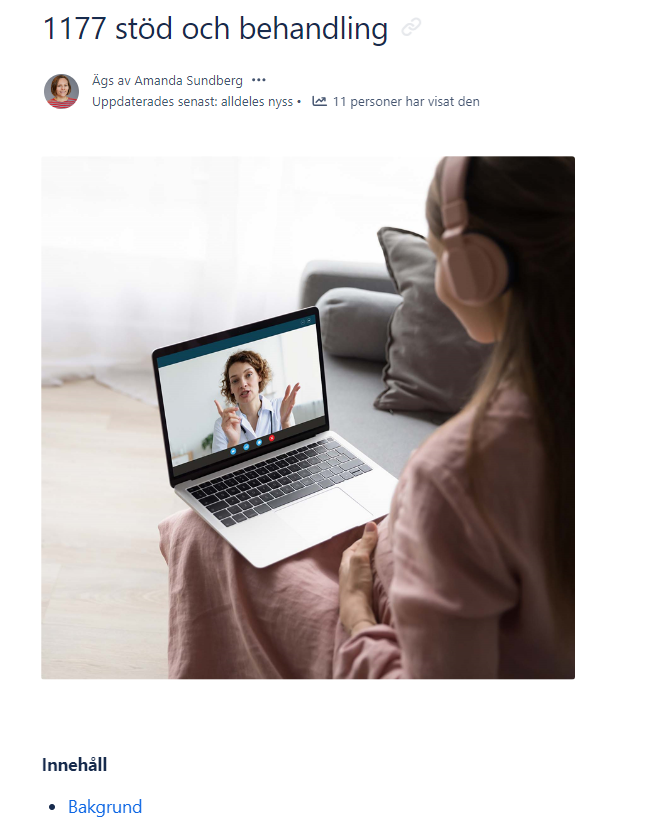 1177 stöd och behandling
Ägs av Amanda Sundberg •••
Uppdaterades senast: alldeles nyss • 11 personer har visat den
Innehåll
• Bakgrund